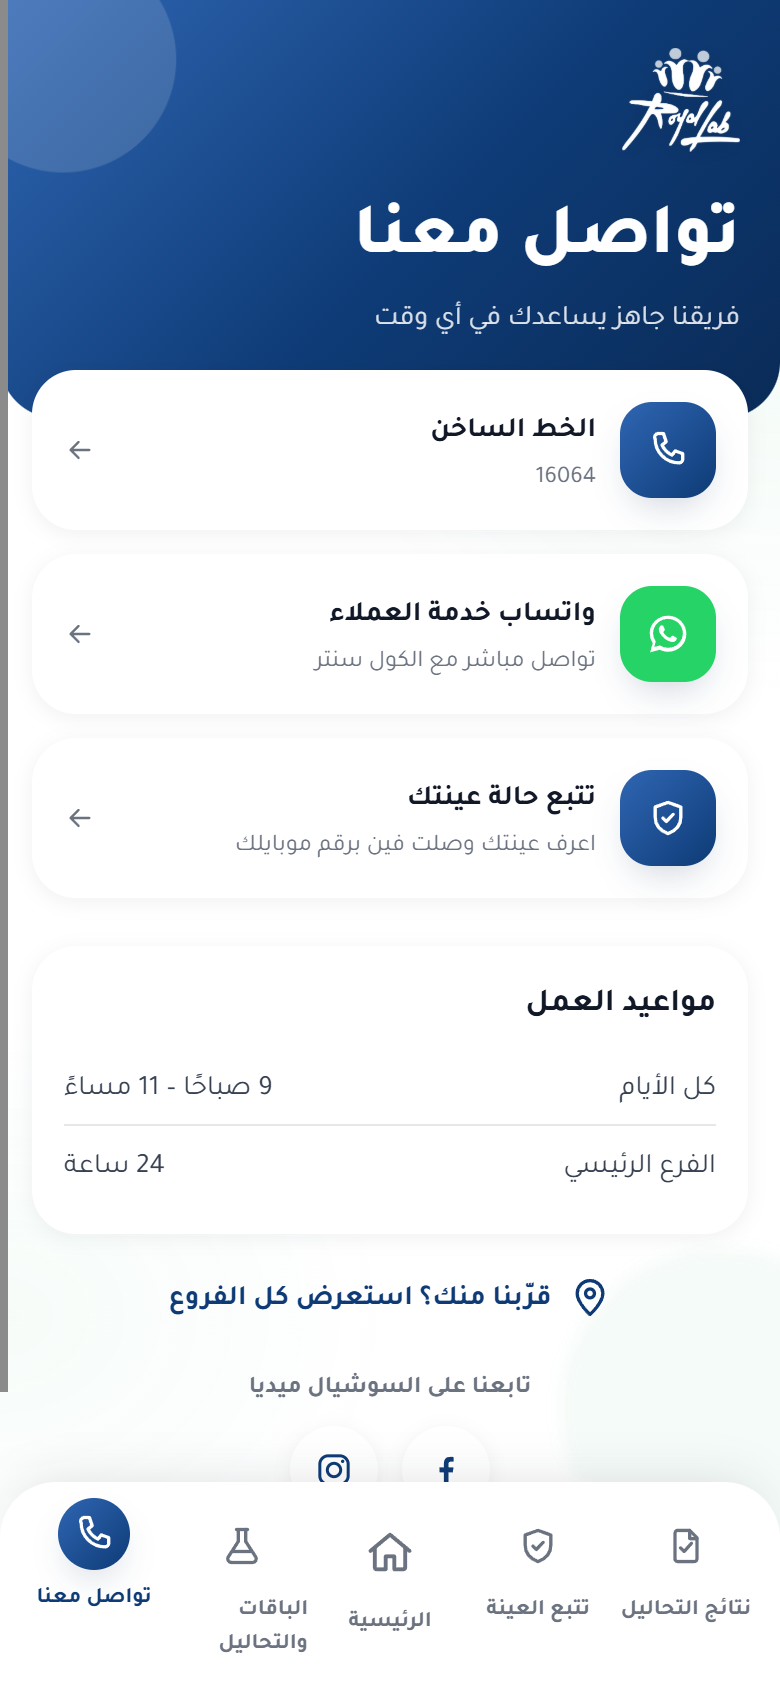 Royal Lab
تواصل معنا
فريقنا جاهز يساعدك في أي وقت
الخط الساخن
16064
واتساب خدمة العملاء
تواصل مباشر مع الكول سنتر
تتبع حالة عينتك
اعرف عينتك وصلت فين برقم موبايلك
مواعيد العمل
كل الأيام 9 صباحًا - 11 مساءً
الفرع الرئيسي 24 ساعة
قرّبنا منك؟ استعرض كل الفروع
تابعنا على السوشيال ميديا
نتائج التحاليل
تتبع العينة
الرئيسية
الباقات
والتحاليل
تواصل معنا